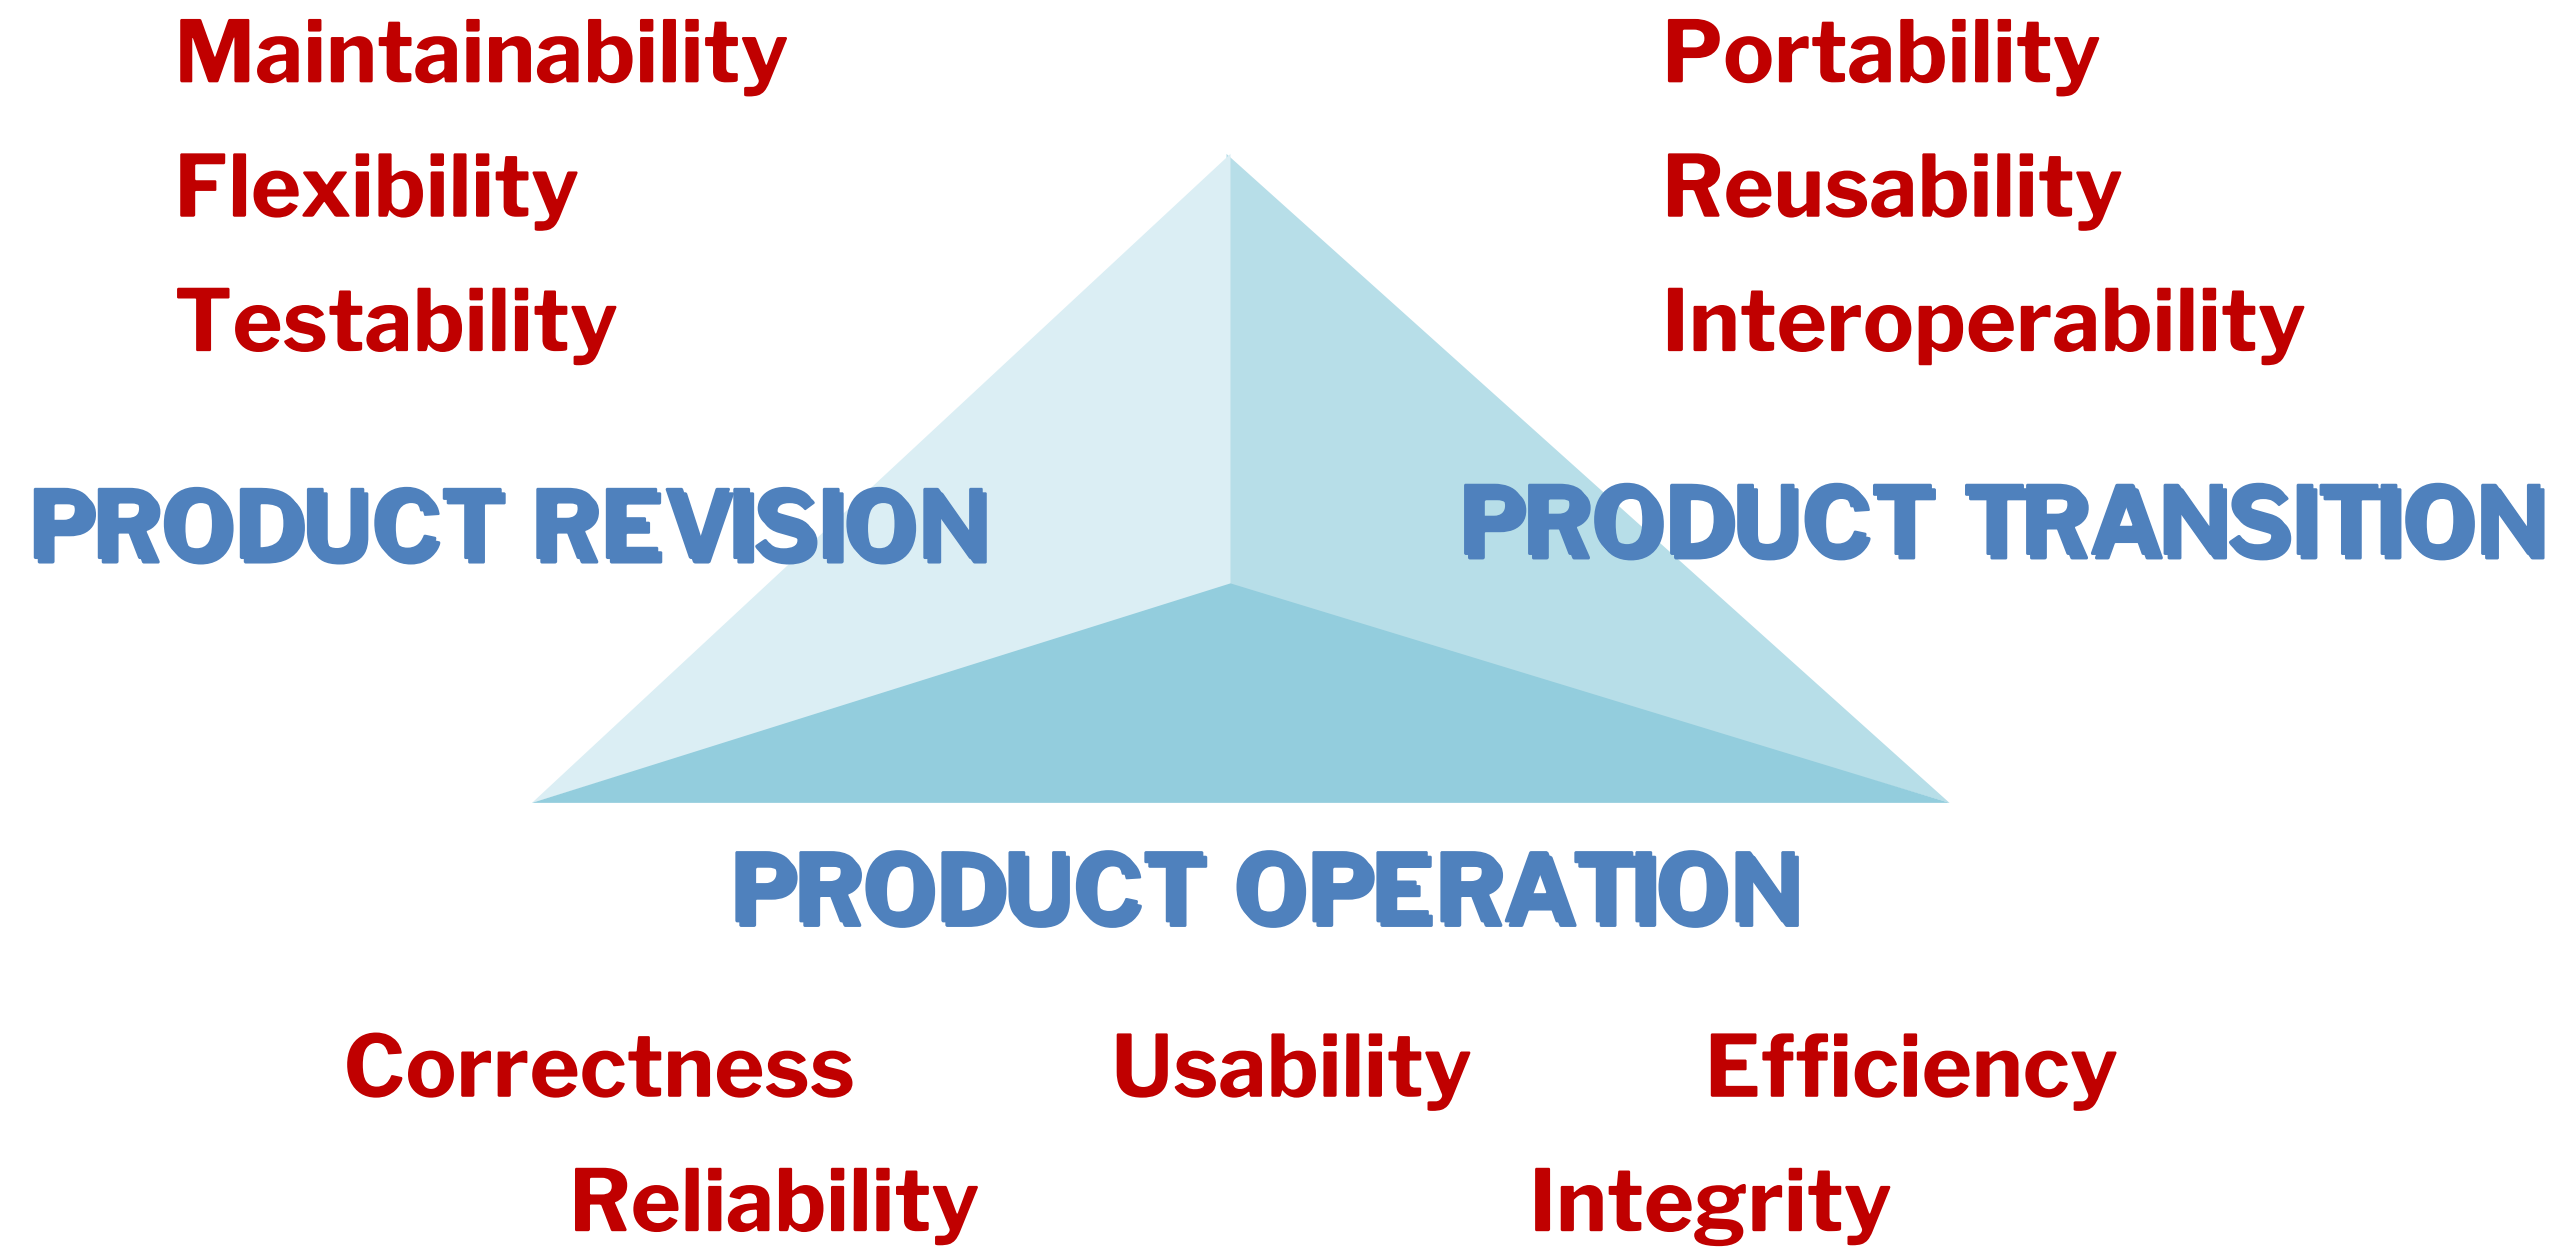 Maintainability
Flexibility
Testability
Portability
Reusability
Interoperability
PRODUCT REVISION
PRODUCT TRANSITION
PRODUCT OPERATION
Correctness
Usability
Efficiency
Reliability
Integrity